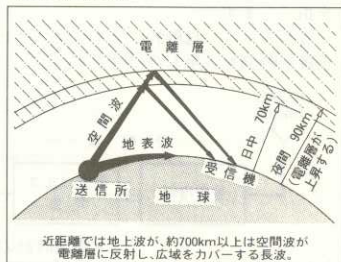 電離層
空間波
地表波
受信機
日中 70km
夜間 90km
(電離層が
上昇する)
送信所
地球
近距離では地上波が、約700km以上は空間波が
電離層に反射し、広域をカバーする長波。